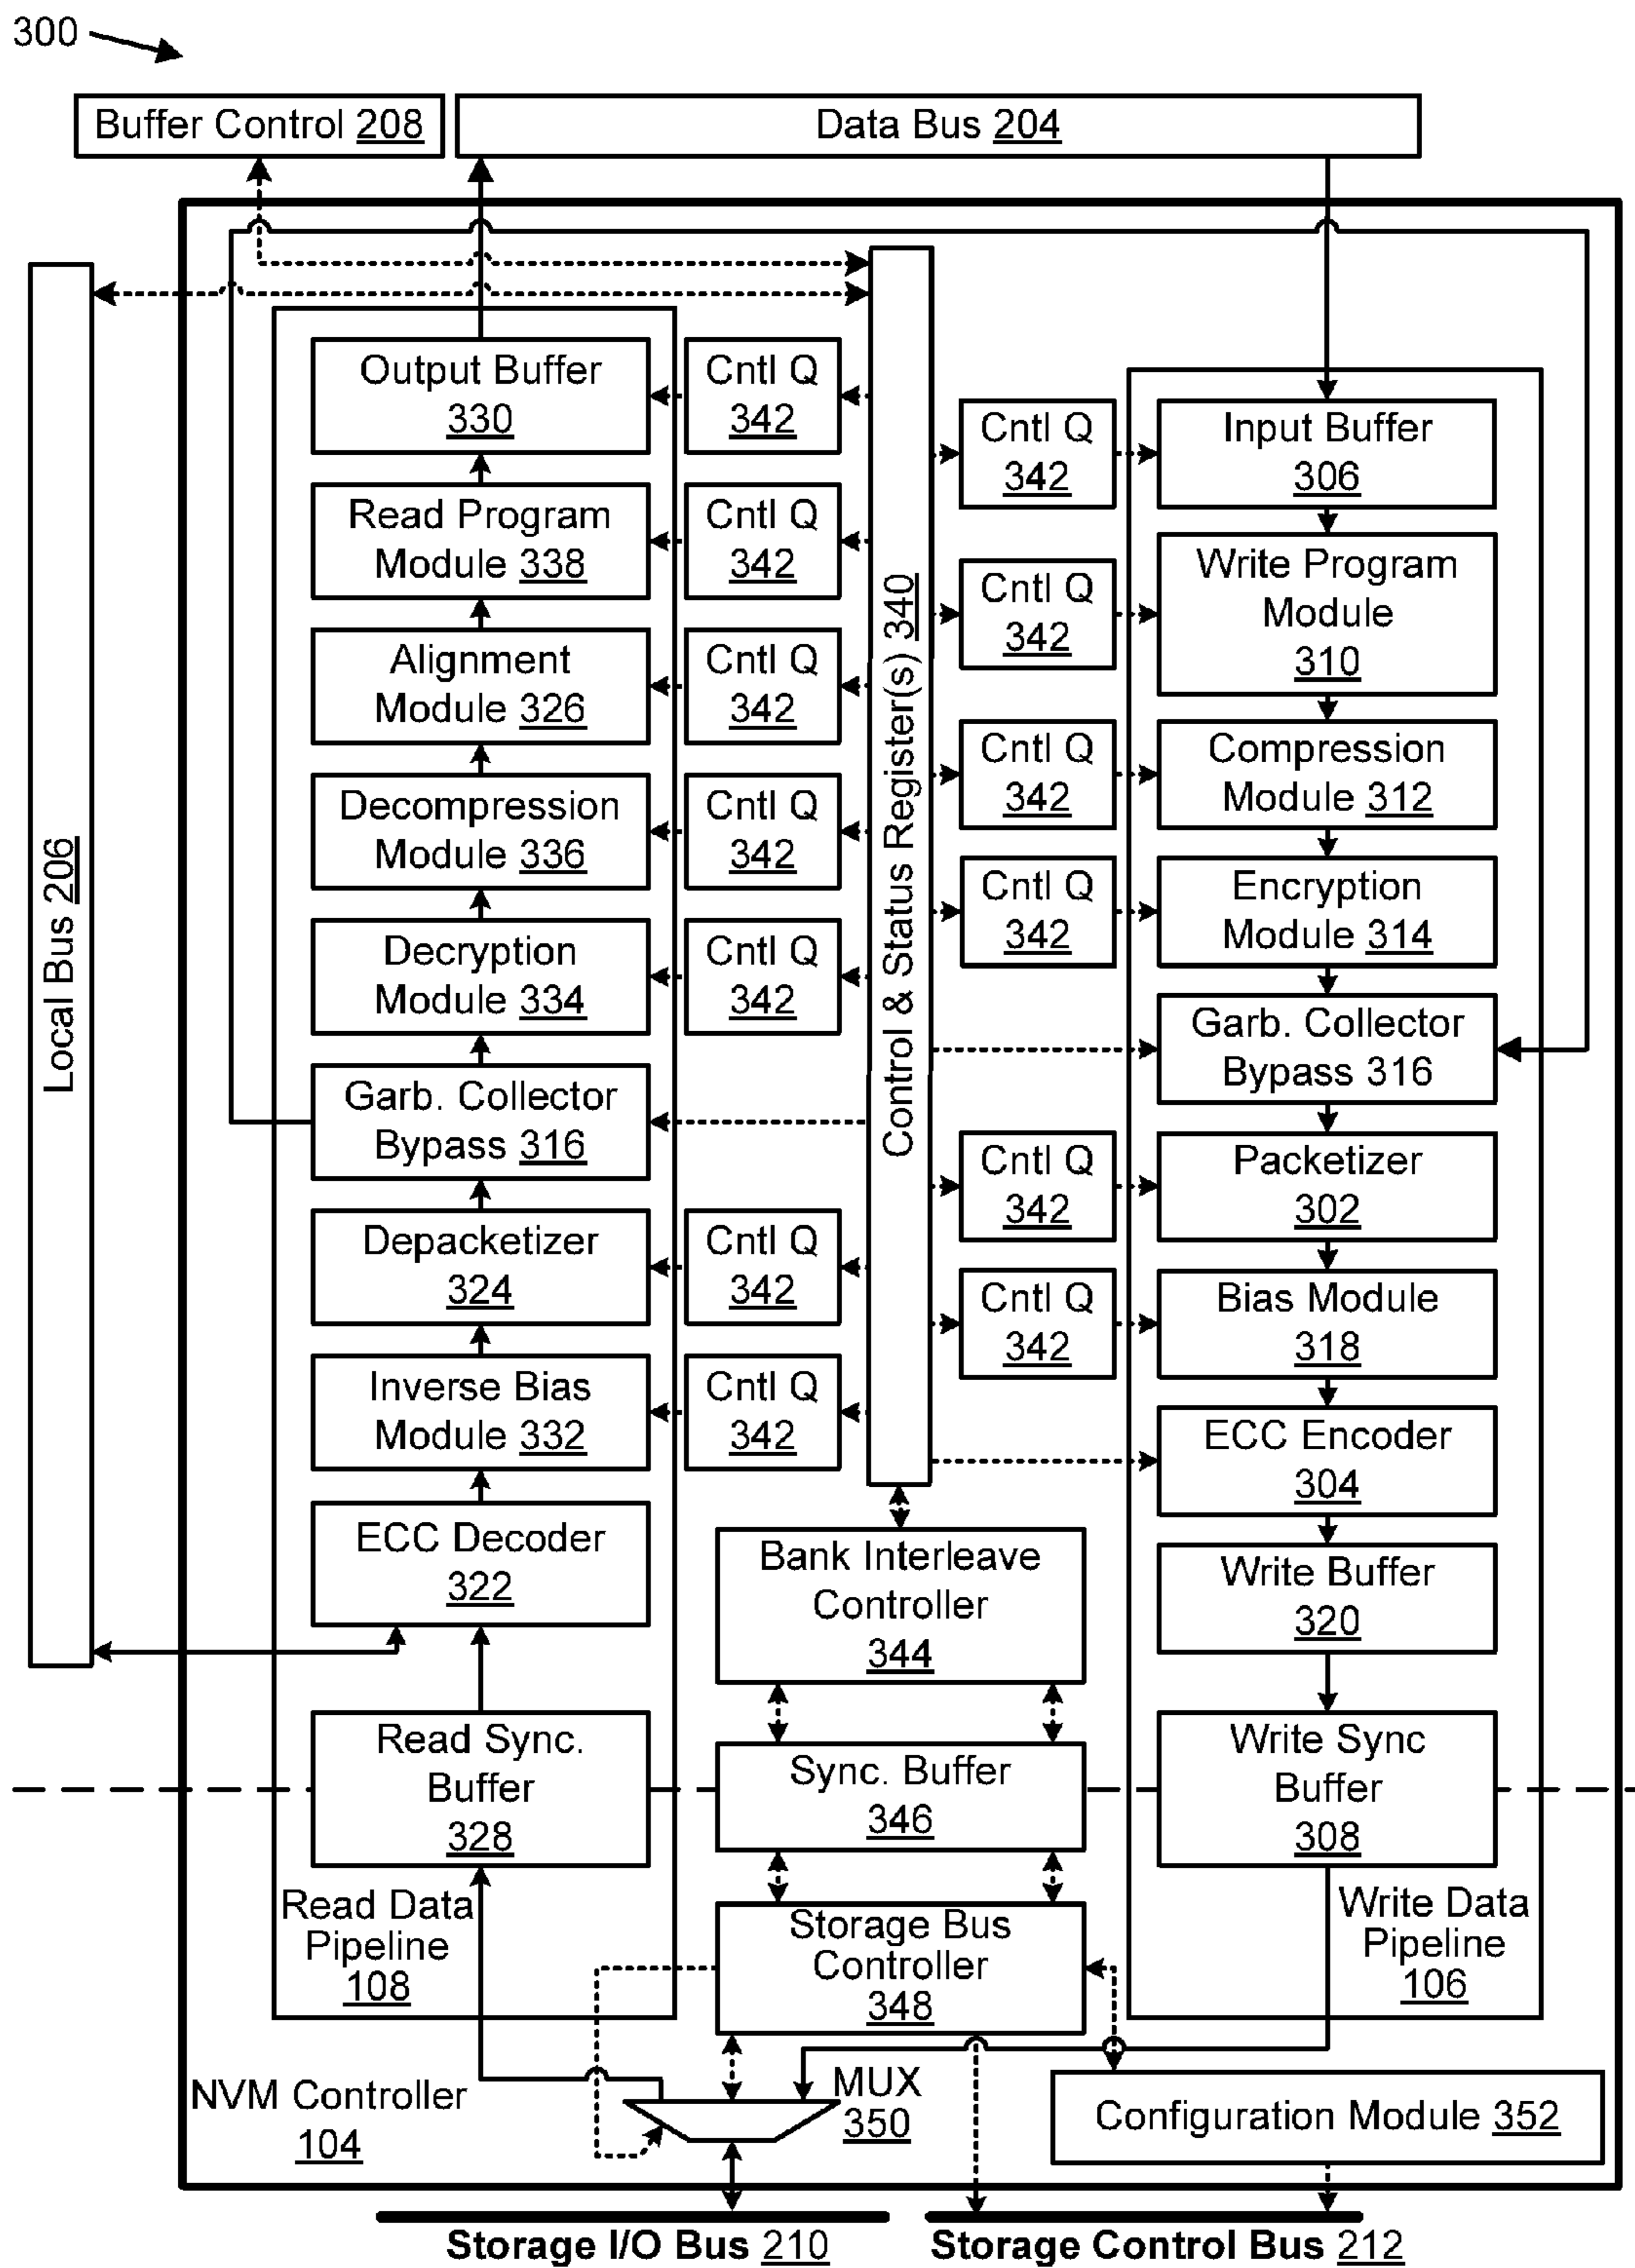 300
Buffer Control 208
Data Bus 204
Local Bus 206
Output Buffer
330
Read Program
Module 338
Alignment
Module 326
Decompression
Module 336
Decryption
Module 334
Garb. Collector
Bypass 316
Depacketizer
324
Inverse Bias
Module 332
ECC Decoder
322
Read Sync.
Buffer
328
Read Data
Pipeline
108
Cntl Q
342
Cntl Q
342
Cntl Q
342
Cntl Q
342
Cntl Q
342
Cntl Q
342
Cntl Q
342
Control & Status Register(s) 340
Bank Interleave
Controller
344
Sync. Buffer
346
Storage Bus
Controller
348
Cntl Q
342
Cntl Q
342
Cntl Q
342
Cntl Q
342
Cntl Q
342
Cntl Q
342
Input Buffer
306
Write Program
Module
310
Compression
Module 312
Encryption
Module 314
Garb. Collector
Bypass 316
Packetizer
302
Bias Module
318
ECC Encoder
304
Write Buffer
320
Write Sync
Buffer
308
Write Data
Pipeline
106
NVM Controller
104
MUX
350
Configuration Module 352
Storage I/O Bus 210
Storage Control Bus 212